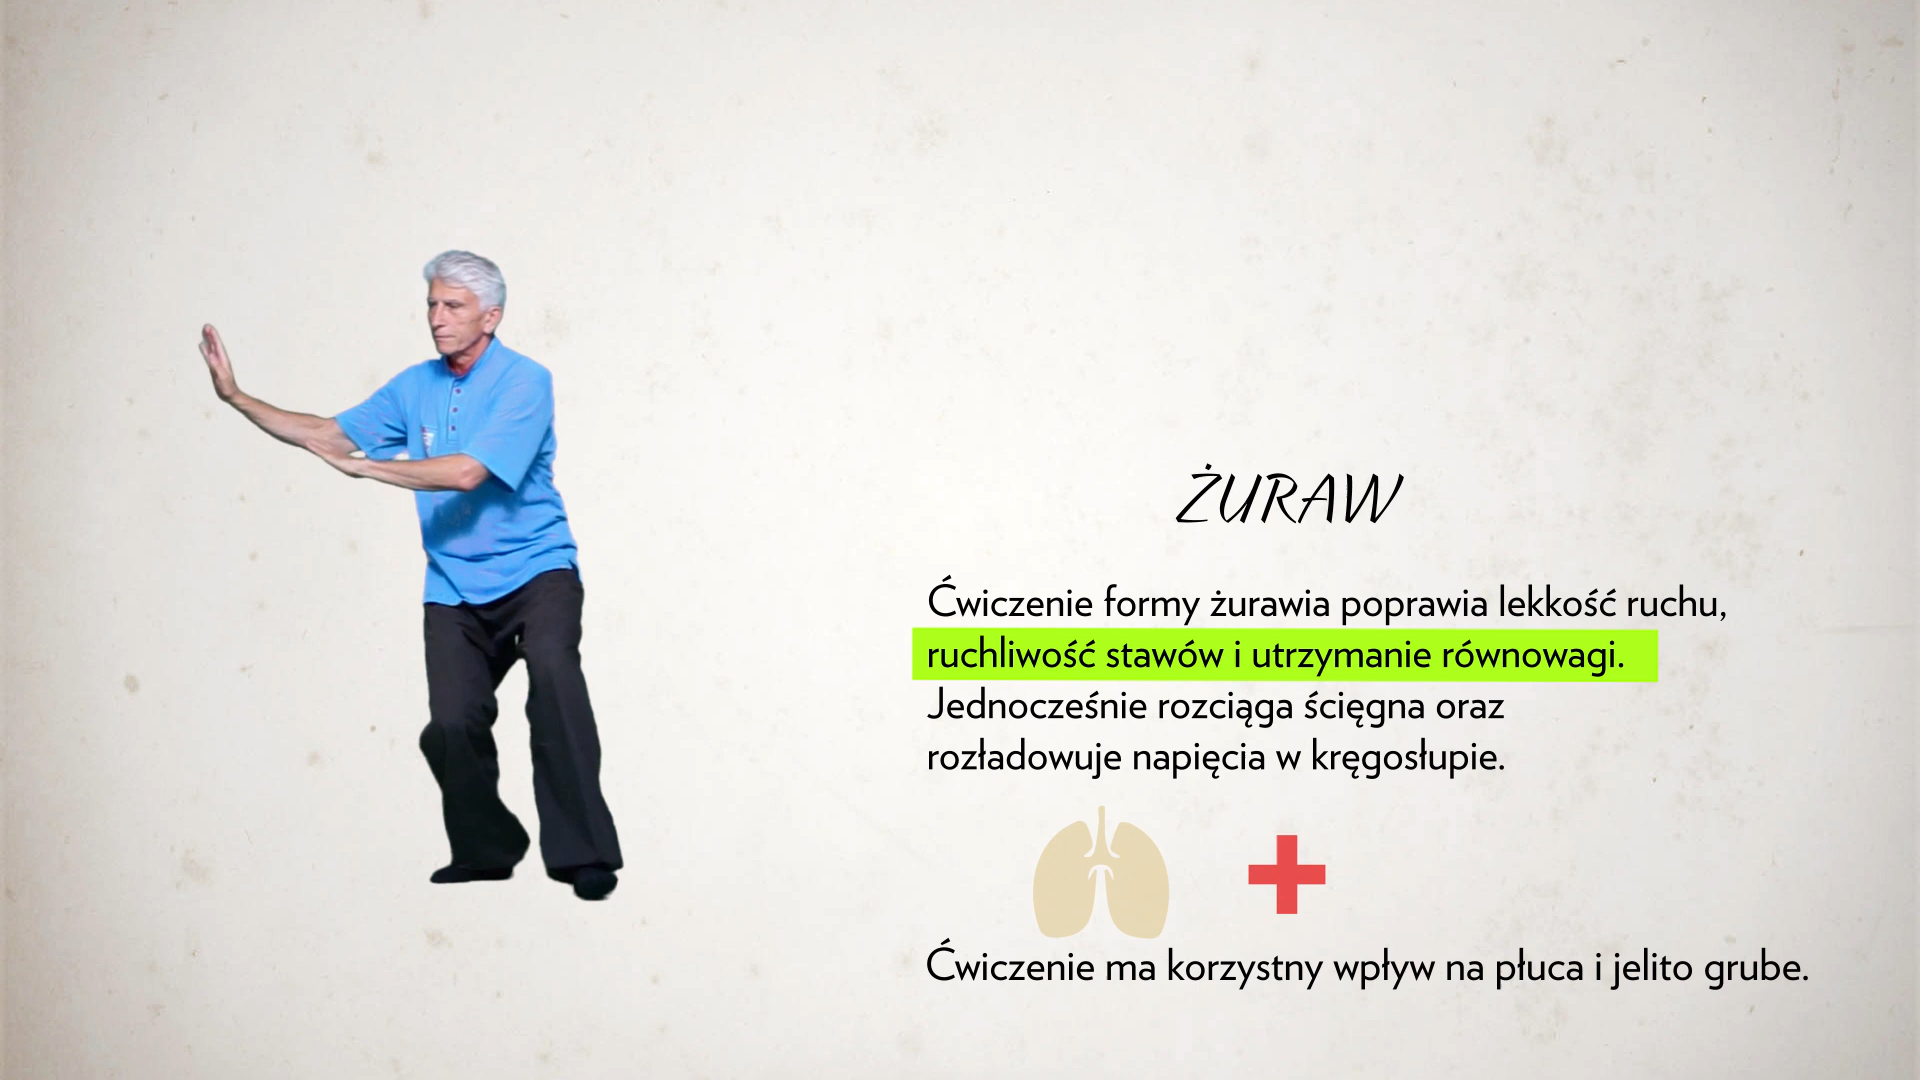 ŻURAW
Ćwiczenie formy żurawia poprawia lekkość ruchu,
ruchliwość stawów i utrzymanie równowagi.
Jednocześnie rozciąga ścięgna oraz
rozładowuje napięcia w kręgosłupie.
Ćwiczenie ma korzystny wpływ na płuca i jelito grube.